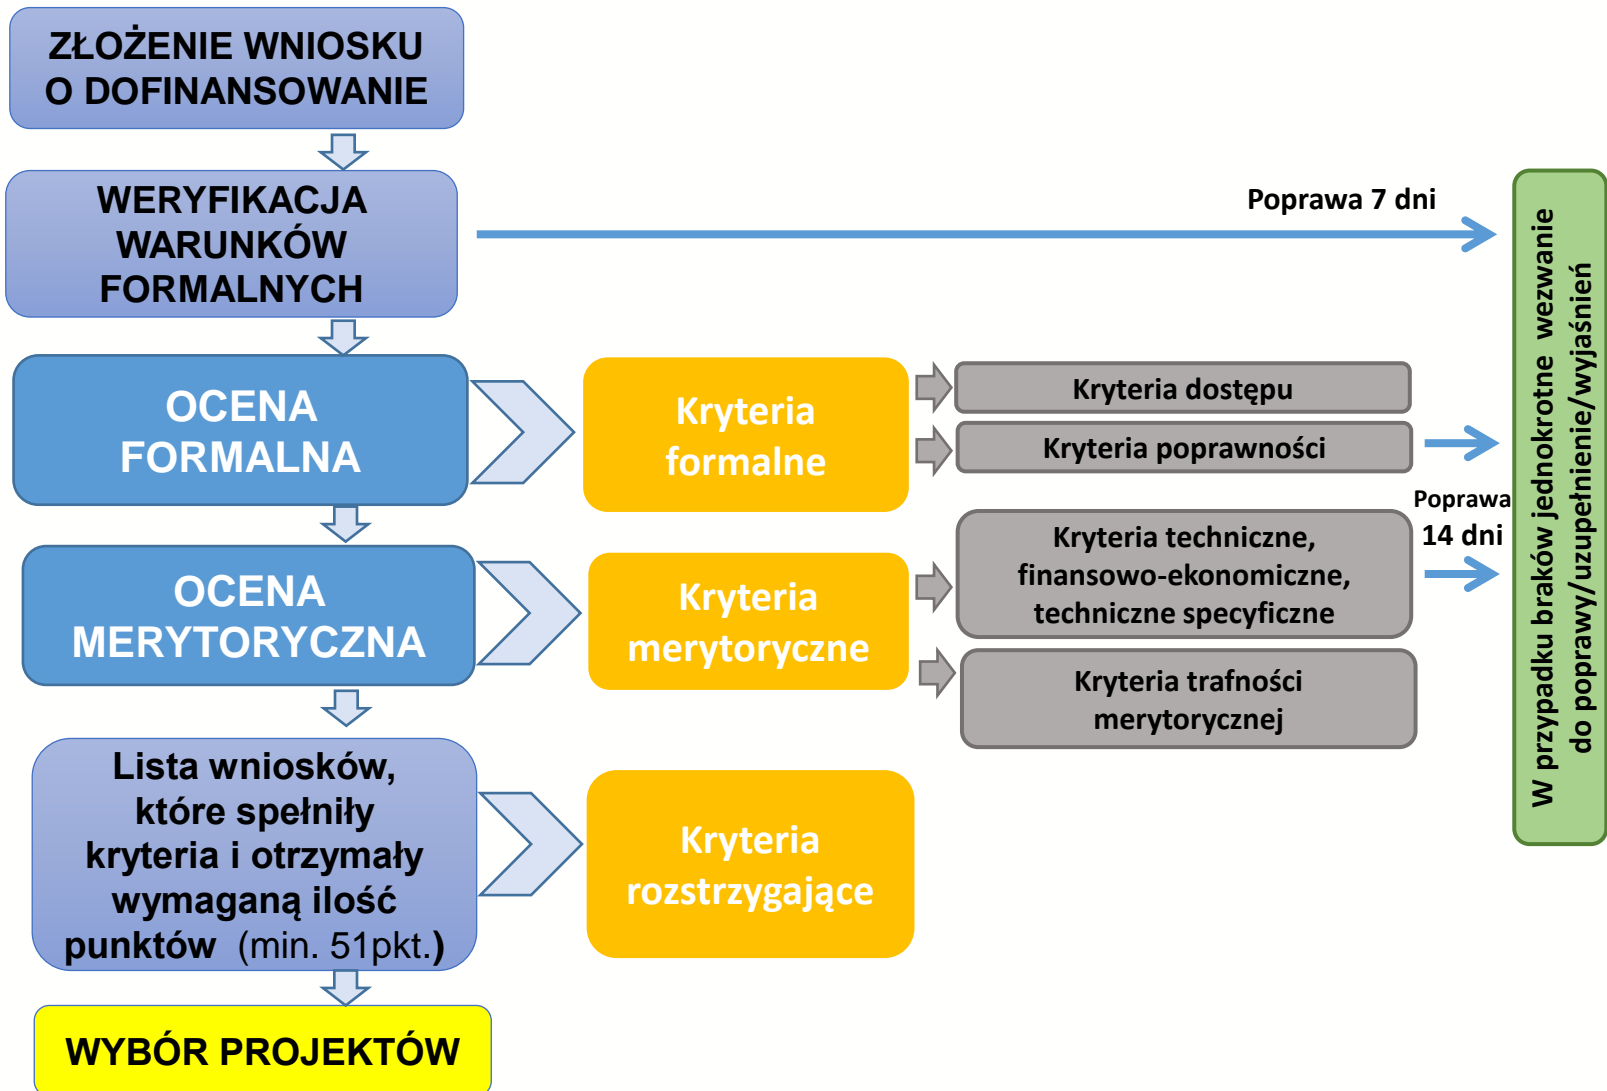 ZŁOŻENIE WNIOSKU
O DOFINANSOWANIE
WERYFIKACJA
WARUNKÓW
FORMALNYCH
Poprawa 7 dni
OCENA
FORMALNA
Kryteria
formalne
Kryteria dostępu
Kryteria poprawności
Poprawa
14 dni
OCENA
MERYTORYCZNA
Kryteria
merytoryczne
Kryteria techniczne,
finansowo-ekonomiczne,
techniczne specyficzne
Kryteria trafności
merytorycznej
Lista wniosków,
które spełniły
kryteria i otrzymały
wymaganą ilość
punktów (min. 51pkt.)
Kryteria
rozstrzygające
WYBÓR PROJEKTÓW
W przypadku braków jednokrotne wezwanie
do poprawy/uzupełnienie/wyjaśnień